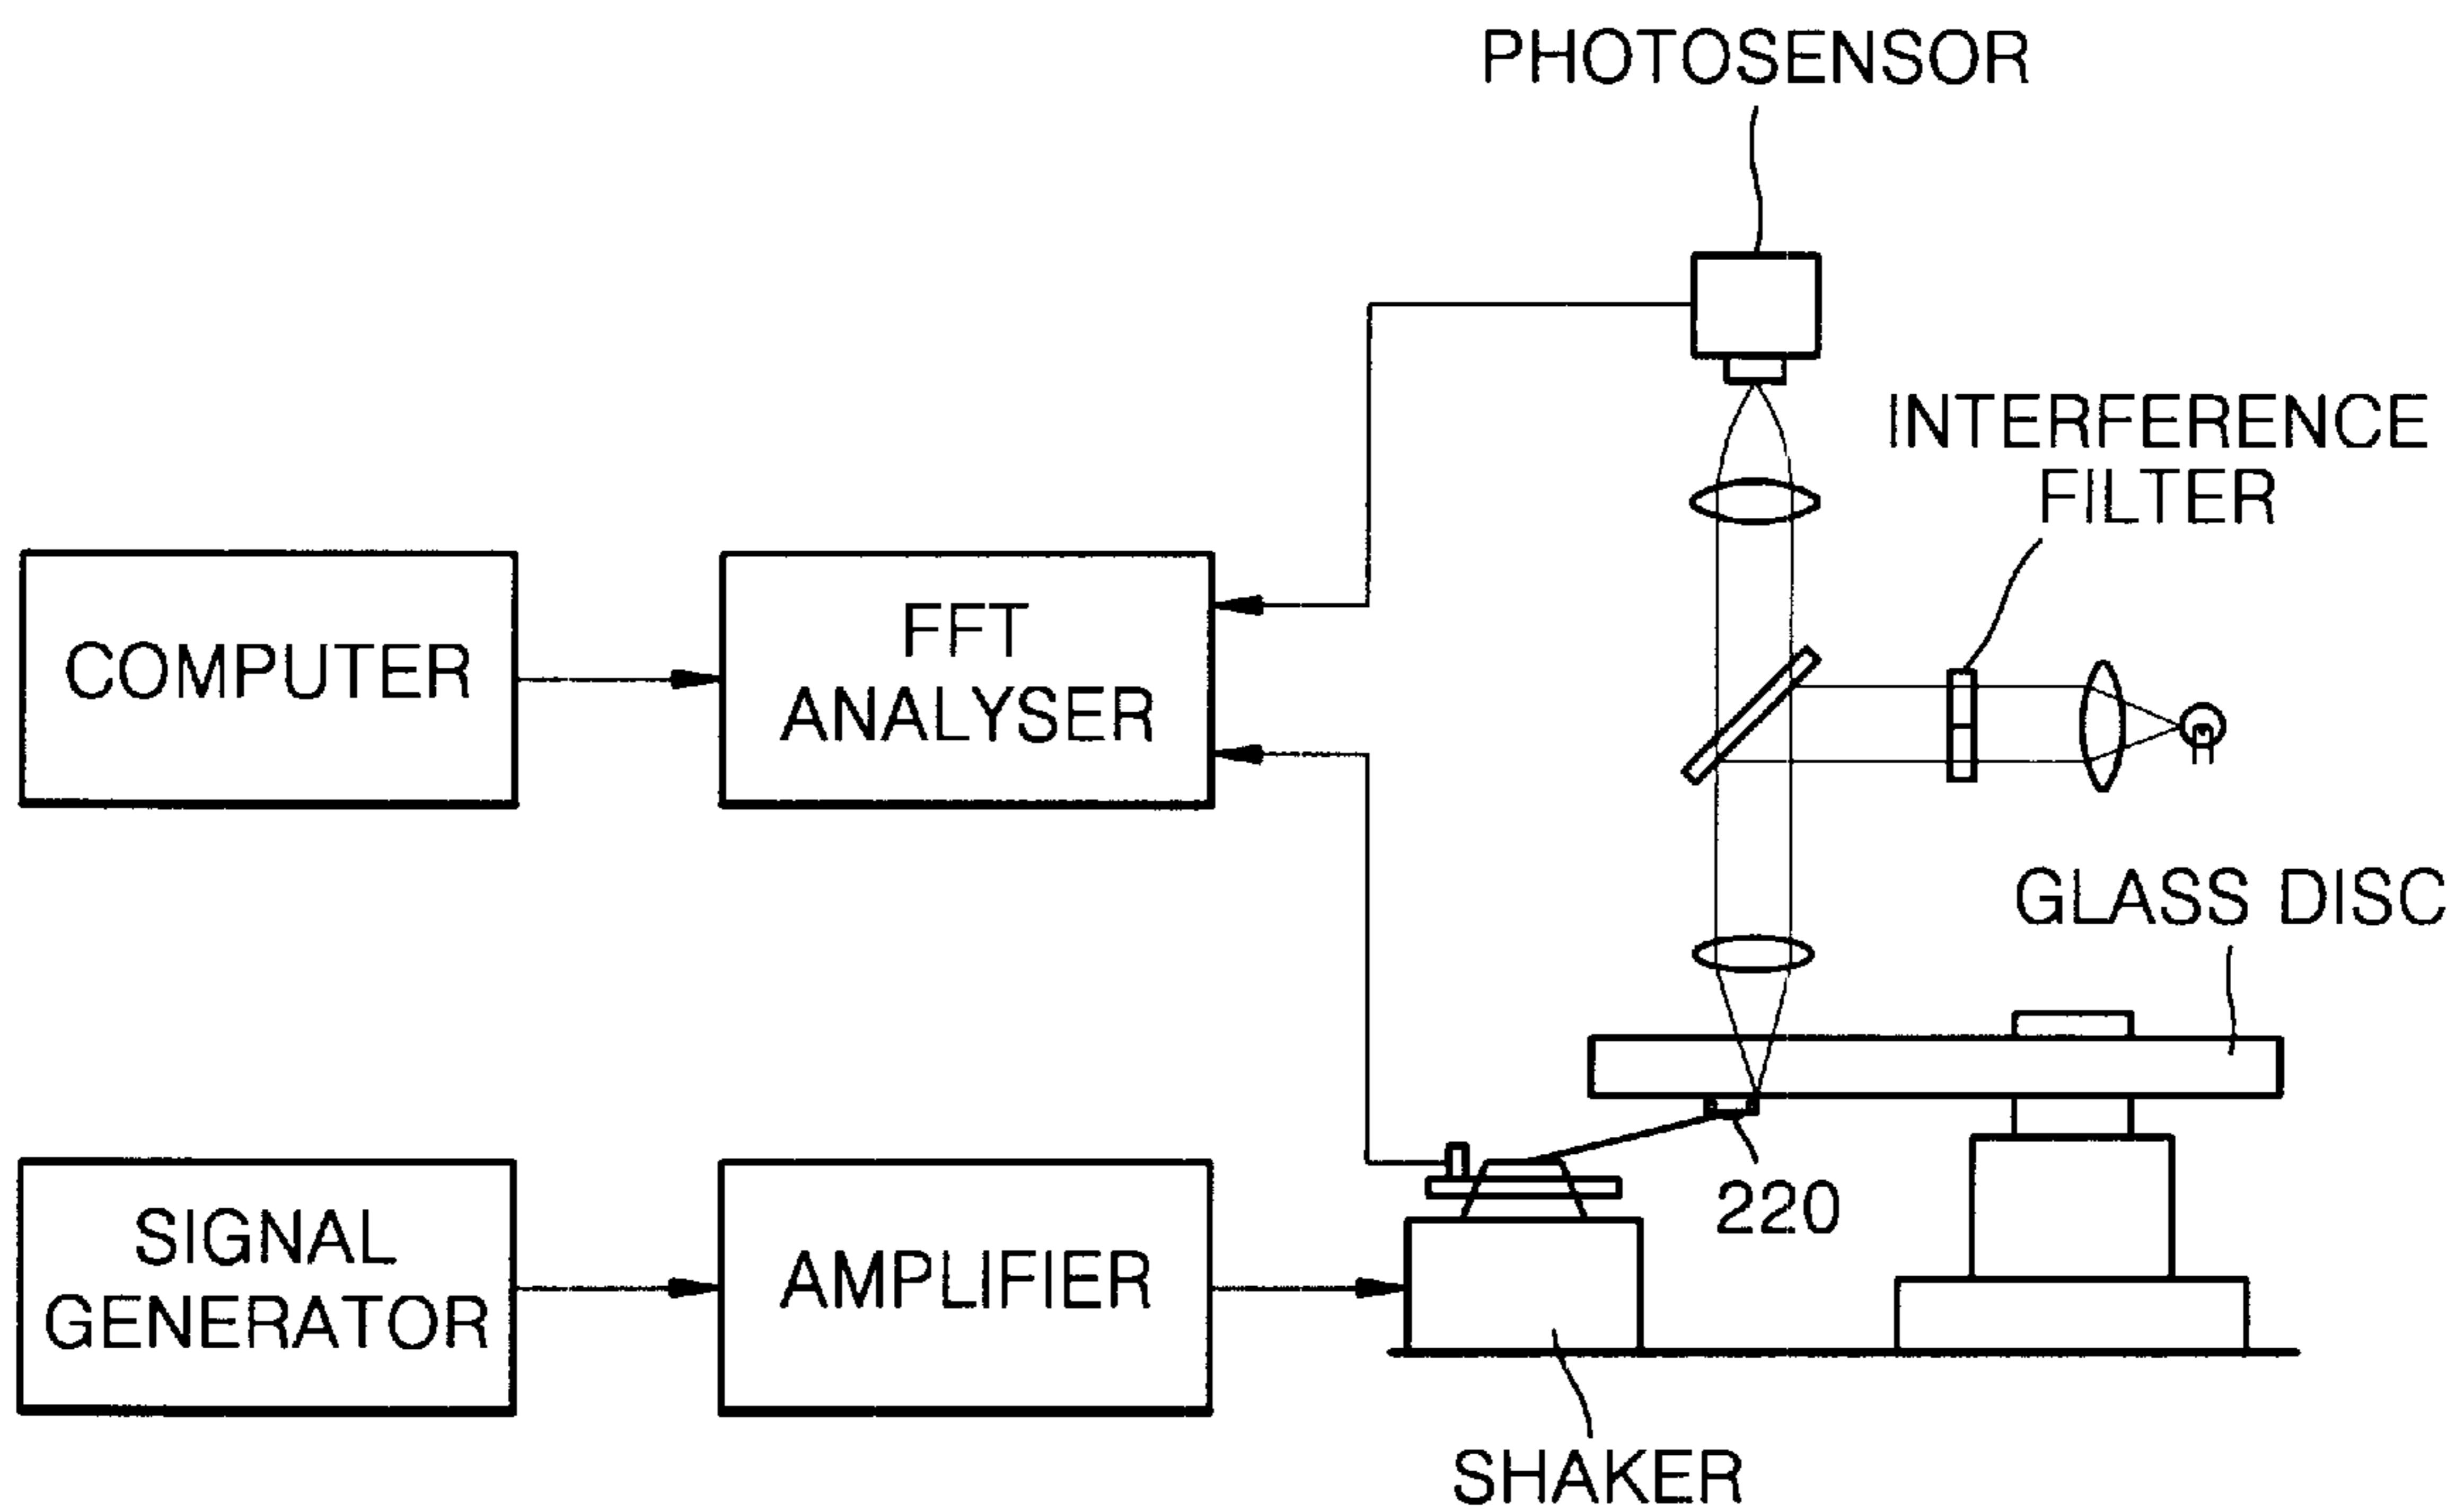 PHOTOSENSOR
INTERFERENCE
FILTER
COMPUTER
FFT
ANALYSER
GLASS DISC
220
SIGNAL
GENERATOR
AMPLIFIER
SHAKER